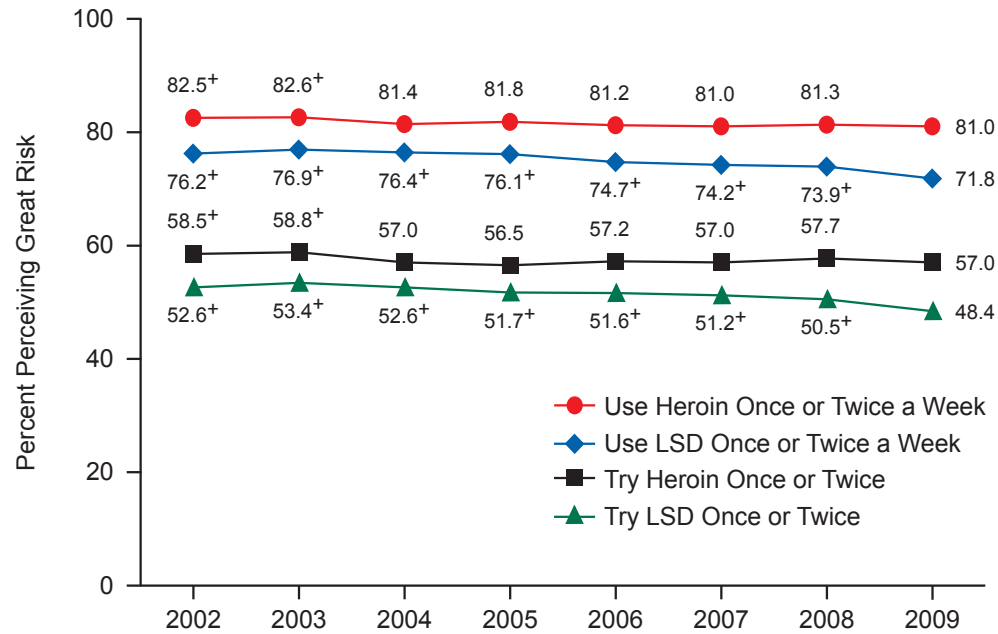 Percent Perceiving Great Risk
100
80
60
40
20
0
82.5+ 82.6+ 81.4 81.8 81.2 81.0 81.3 81.0
76.2+ 76.9+ 76.4+ 76.1+ 74.7+ 74.2+ 73.9+ 71.8
58.5+ 58.8+ 57.0 56.5 57.2 57.0 57.7 57.0
52.6+ 53.4+ 52.6+ 51.7+ 51.6+ 51.2+ 50.5+ 48.4
Use Heroin Once or Twice a Week
Use LSD Once or Twice a Week
Try Heroin Once or Twice
Try LSD Once or Twice
2002 2003 2004 2005 2006 2007 2008 2009